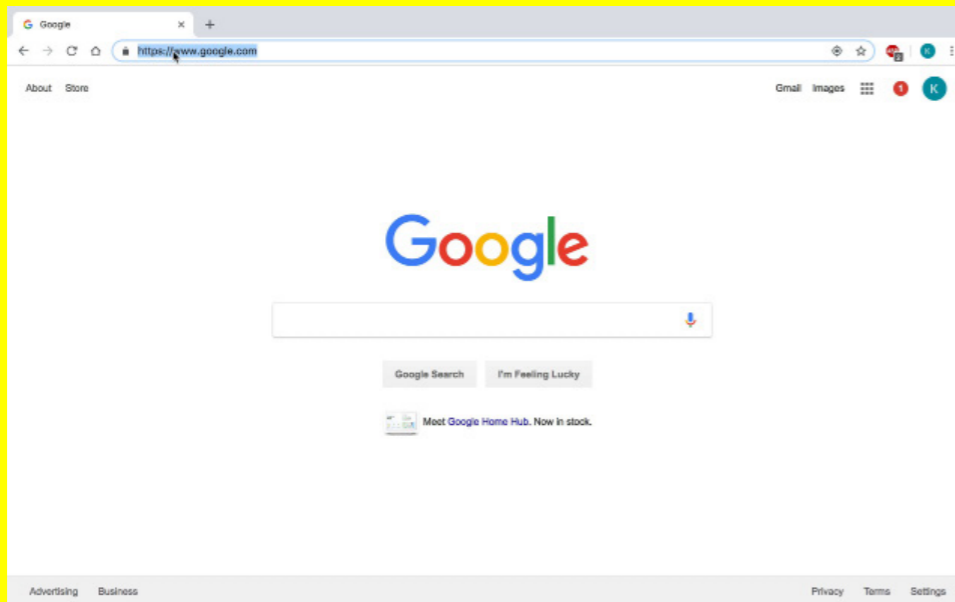 Google
https://www.google.com
K
About Store
Gmail Images 1 K
Google
Google Search I'm Feeling Lucky
Meet Google Home Hub. Now in stock.
Advertising Business
Privacy Terms Settings